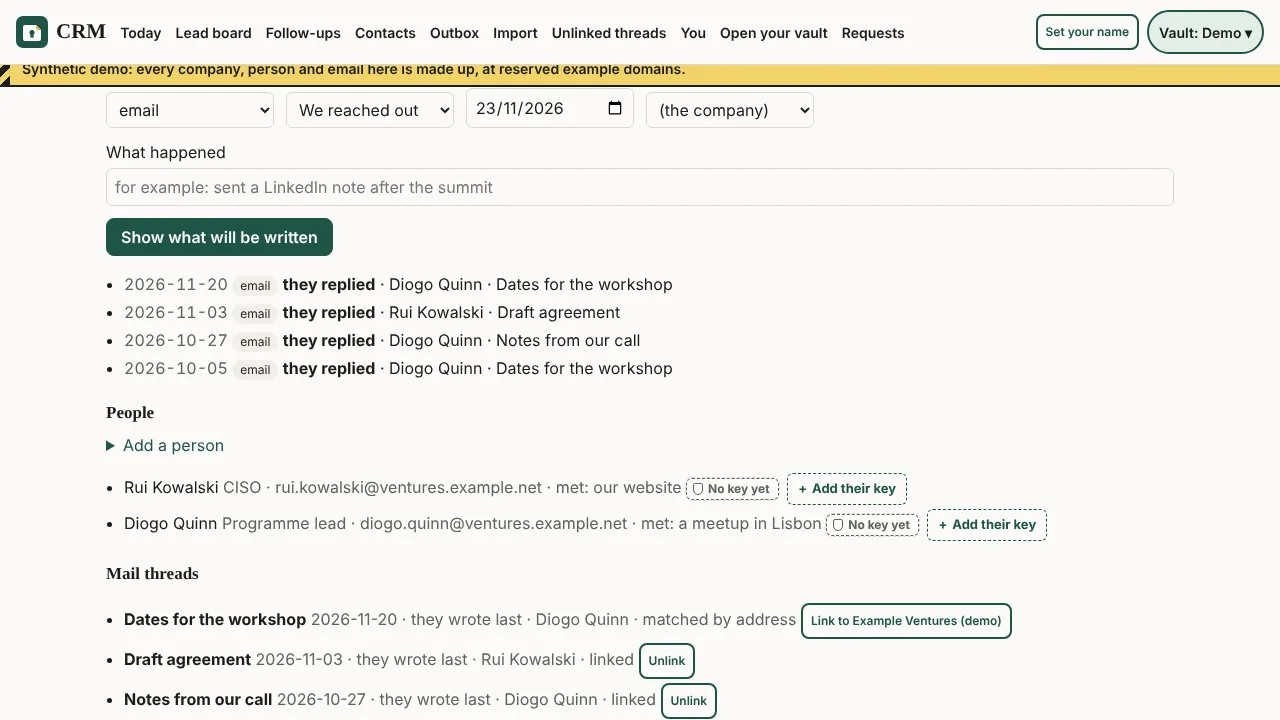 CRM Today Lead board Follow-ups Contacts Outbox Import Unlinked threads You Open your vault Requests Set your name Vault: Demo ▾
Synthetic demo: every company, person and email here is made up, at reserved example domains.
email We reached out 23/11/2026 (the company)
What happened
for example: sent a LinkedIn note after the summit
Show what will be written
• 2026-11-20 email they replied · Diogo Quinn · Dates for the workshop
• 2026-11-03 email they replied · Rui Kowalski · Draft agreement
• 2026-10-27 email they replied · Diogo Quinn · Notes from our call
• 2026-10-05 email they replied · Diogo Quinn · Dates for the workshop
People
▶ Add a person
• Rui Kowalski CISO · rui.kowalski@ventures.example.net · met: our website No key yet + Add their key
• Diogo Quinn Programme lead · diogo.quinn@ventures.example.net · met: a meetup in Lisbon No key yet + Add their key
Mail threads
• Dates for the workshop 2026-11-20 · they wrote last · Diogo Quinn · matched by address Link to Example Ventures (demo)
• Draft agreement 2026-11-03 · they wrote last · Rui Kowalski · linked Unlink
• Notes from our call 2026-10-27 · they wrote last · Diogo Quinn · linked Unlink